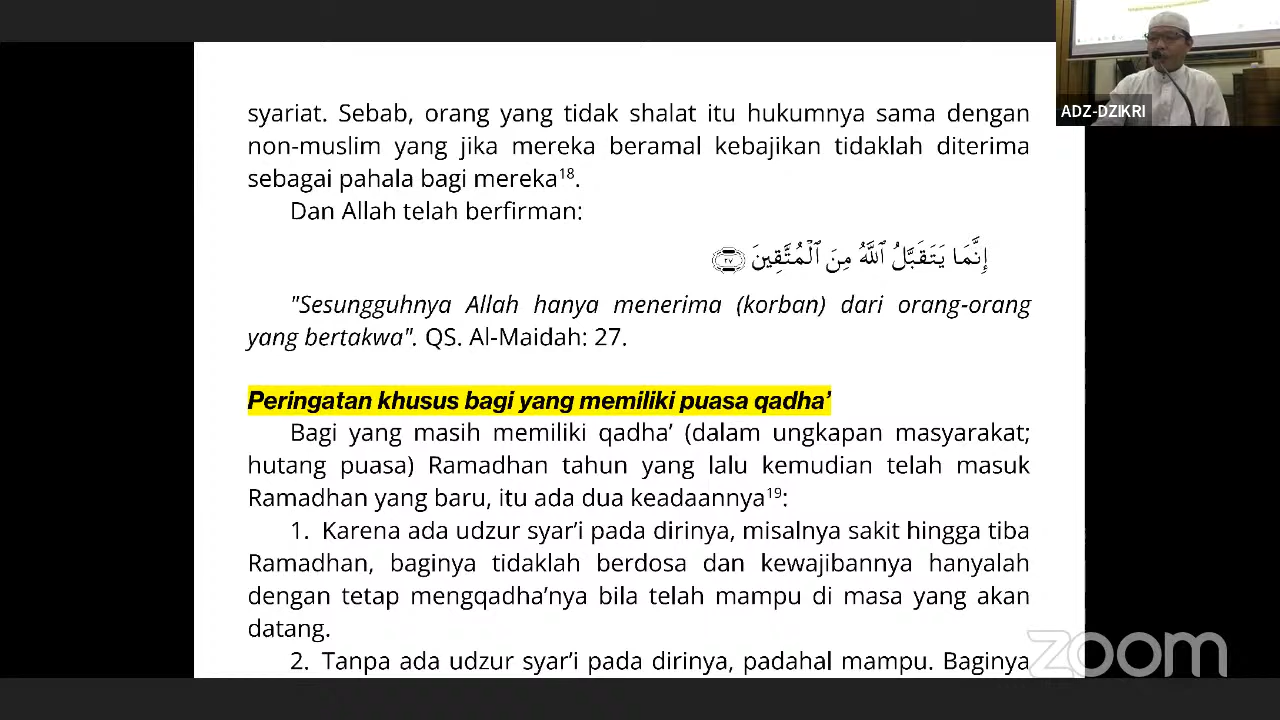 syariat. Sebab, orang yang tidak shalat itu hukumnya sama dengan
non-muslim yang jika mereka beramal kebajikan tidaklah diterima
sebagai pahala bagi mereka¹⁸.
Dan Allah telah berfirman:
إِنَّمَا يَتَقَبَّلُ ٱللَّهُ مِنَ ٱلْمُتَّقِينَ ٢٧
"Sesungguhnya Allah hanya menerima (korban) dari orang-orang
yang bertakwa". QS. Al-Maidah: 27.
Peringatan khusus bagi yang memiliki puasa qadha’
Bagi yang masih memiliki qadha’ (dalam ungkapan masyarakat;
hutang puasa) Ramadhan tahun yang lalu kemudian telah masuk
Ramadhan yang baru, itu ada dua keadaannya¹⁹:
1. Karena ada udzur syar’i pada dirinya, misalnya sakit hingga tiba
Ramadhan, baginya tidaklah berdosa dan kewajibannya hanyalah
dengan tetap mengqadha’nya bila telah mampu di masa yang akan
datang.
2. Tanpa ada udzur syar’i pada dirinya, padahal mampu. Baginya
ADZ-DZIKRI
zoom